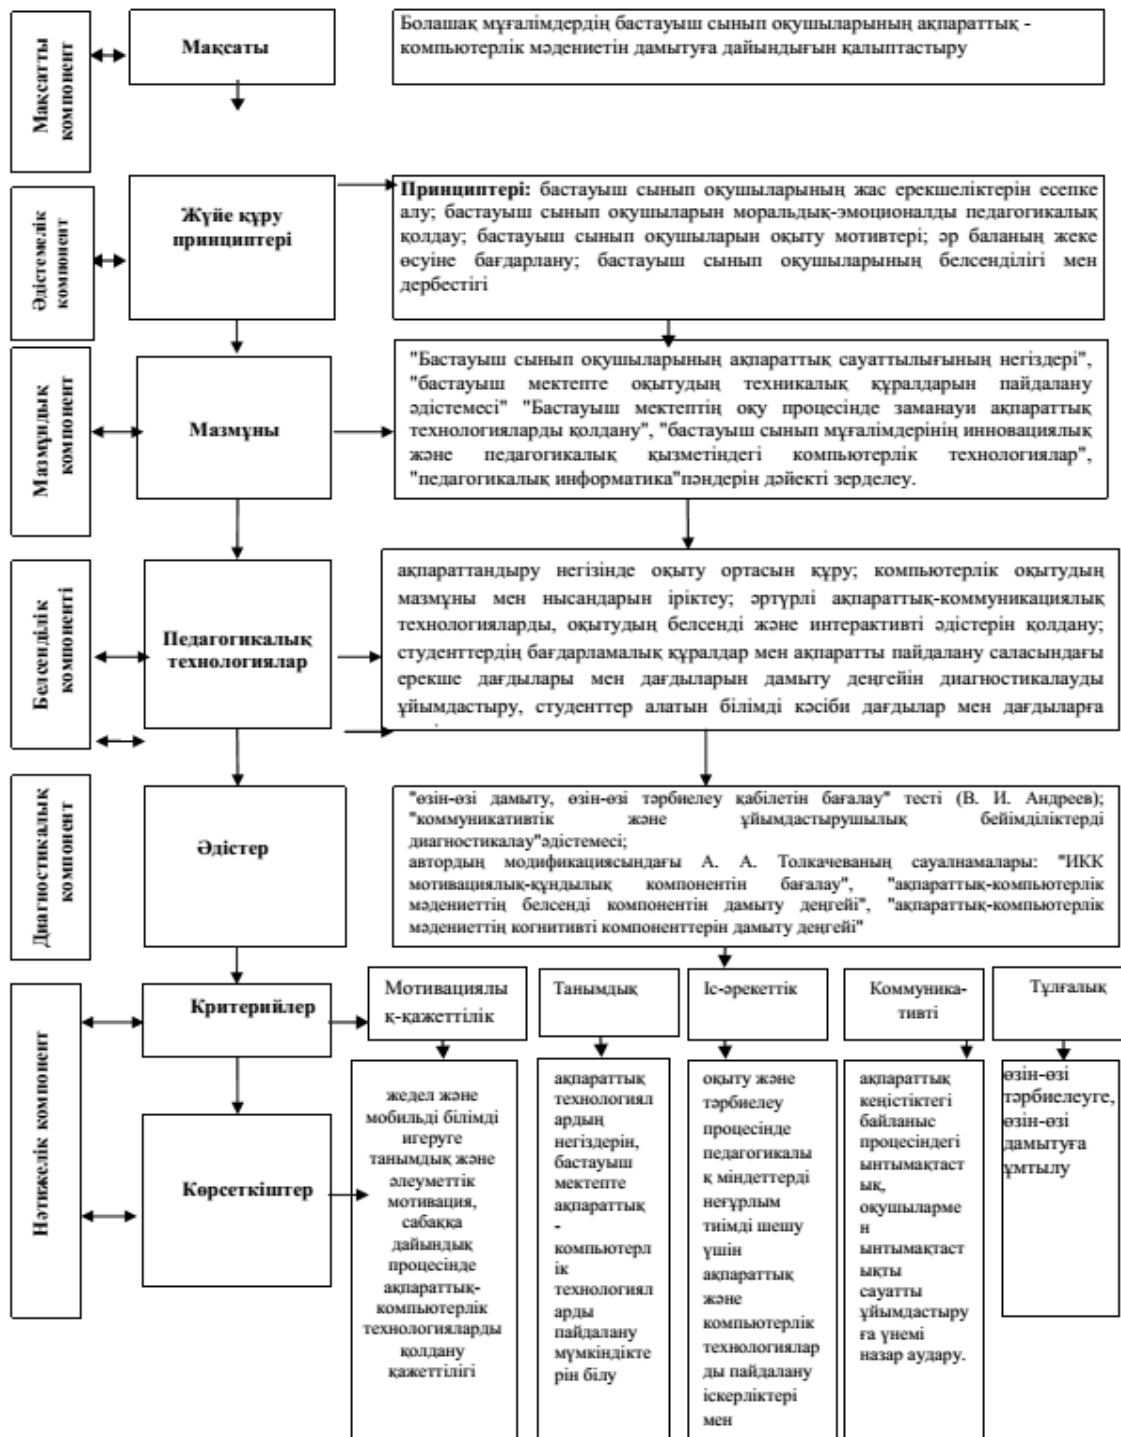 Мақсатты
компонент
Мақсаты
Болашақ мұғалімдердің бастауыш сынып оқушыларының ақпараттық -
компьютерлік мәдениетін дамытуға дайындығын қалыптастыру
Әдістемелік
компонент
Жүйе құру
принциптері
Принциптері: бастауыш сынып оқушыларының жас ерекшеліктерін есепке
алу; бастауыш сынып оқушыларын моральдық-эмоционалды педагогикалық
қолдау; бастауыш сынып оқушыларын оқыту мотивтері; әр баланың жеке
өсуіне бағдарлану; бастауыш сынып оқушыларының белсенділігі мен
дербестігі
Мазмұндық
компонент
Мазмұны
"Бастауыш сынып оқушыларының ақпараттық сауаттылығының негіздері",
"бастауыш мектепте оқытудың техникалық құралдарын пайдалану
әдістемесі" "Бастауыш мектептің оқу процесінде заманауи ақпараттық
технологияларды қолдану", "бастауыш сынып мұғалімдерінің инновациялық
және педагогикалық қызметіндегі компьютерлік технологиялар",
"педагогикалық информатика"пәндерін дәйекті зерделеу.
Белсенділік
компоненті
Педагогикалық
технологиялар
ақпараттандыру негізінде оқыту ортасын құру; компьютерлік оқытудың
мазмұны мен нысандарын іріктеу; әртүрлі ақпараттық-коммуникациялық
технологияларды, оқытудың белсенді және интерактивті әдістерін қолдану;
студенттердің бағдарламалық құралдар мен ақпаратты пайдалану саласындағы
ерекше дағдылары мен дағдыларын дамыту деңгейін диагностикалауды
ұйымдастыру, студенттер алатын білімді кәсіби дағдылар мен дағдыларға
Диагностикалық
компонент
Әдістер
"өзін-өзі дамыту, өзін-өзі тәрбиелеу қабілетін бағалау" тесті (В. И. Андреев);
"коммуникативтік және ұйымдастырушылық бейімділіктерді
диагностикалау"әдістемесі;
автордың модификациясындағы А. А. Толкачеваның сауалнамалары: "ИКК
мотивациялық-құндылық компонентін бағалау", "ақпараттық-компьютерлік
мәдениеттің белсенді компонентін дамыту деңгейі", "ақпараттық-компьютерлік
мәдениеттің когнитивті компоненттерін дамыту деңгейі"
Нәтижелік компонент
Критерийлер
Мотивациялы
қ-қажеттілік
Танымдық
Іс-әрекеттік
Коммуника-
тивті
Тұлғалық
Көрсеткіштер
жедел және
мобильді білімді
игеруге
танымдық және
әлеуметтік
мотивация,
сабаққа
дайындық
процесінде
ақпараттық-
компьютерлік
технологияларды
қолдану
қажеттілігі
ақпараттық
технологиял
ардың
негіздерін,
бастауыш
мектепте
ақпараттық
-
компьютерл
ік
технологиял
арды
пайдалану
мүмкіндікте
рін білу
оқыту және
тәрбиелеу
процесінде
педагогикалы
қ міндеттерді
неғұрлым
тиімді шешу
үшін
ақпараттық
және
компьютерлік
технологиялар
ды пайдалану
іскерліктері
мен
ақпараттық
кеңістіктегі
байланыс
процесіндегі
ынтымақтаст
ық,
оқушылармe
н
ынтымақтаст
ықты
сауатты
ұйымдастыру
ға үнемі
назар аудару.
өзін-өзі
тәрбиелеуге,
өзін-өзі
дамытуға
ұмтылу